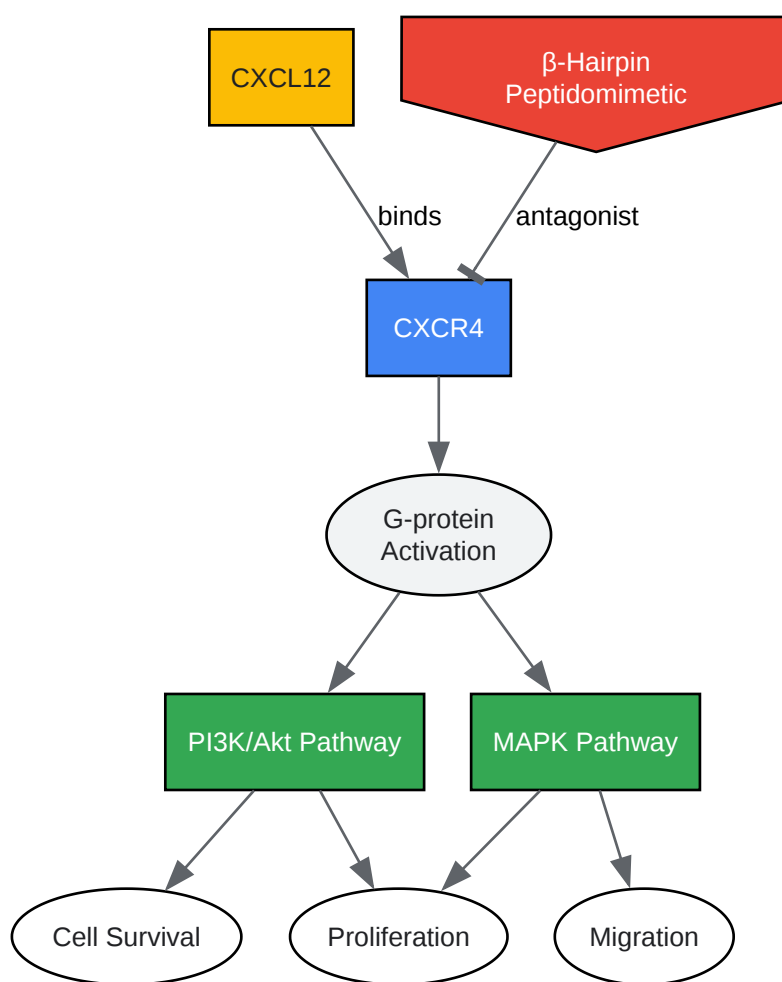 CXCL12
β-Hairpin
Peptidomimetic
binds
antagonist
CXCR4
G-protein
Activation
PI3K/Akt Pathway
MAPK Pathway
Cell Survival
Proliferation
Migration